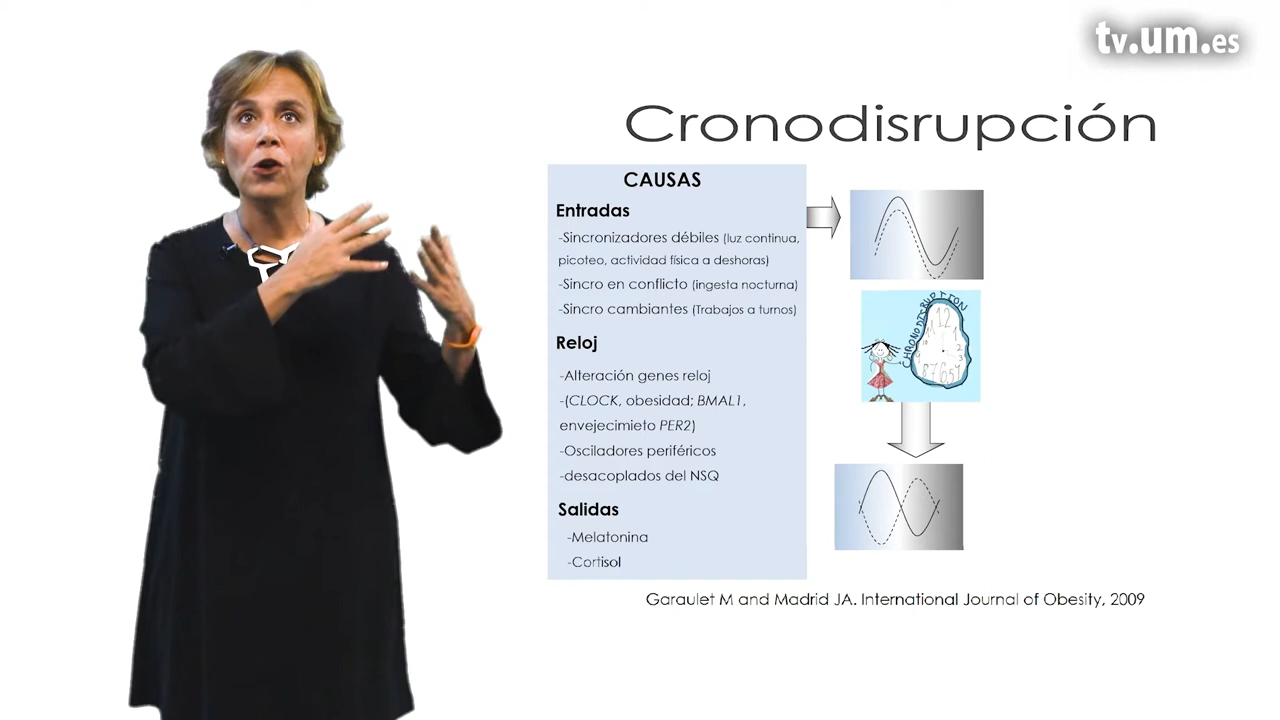 tv.um.es
Cronodisrupción
CAUSAS
Entradas
-Sincronizadores débiles (luz continua,
picoteo, actividad física a deshoras)
-Sincro en conflicto (ingesta nocturna)
-Sincro cambiantes (Trabajos a turnos)
Reloj
-Alteración genes reloj
-(CLOCK, obesidad; BMAL1,
envejecimieto PER2)
-Osciladores periféricos
-desacoplados del NSQ
Salidas
-Melatonina
-Cortisol
CHRONODISRUPTION
Garaulet M and Madrid JA. International Journal of Obesity, 2009